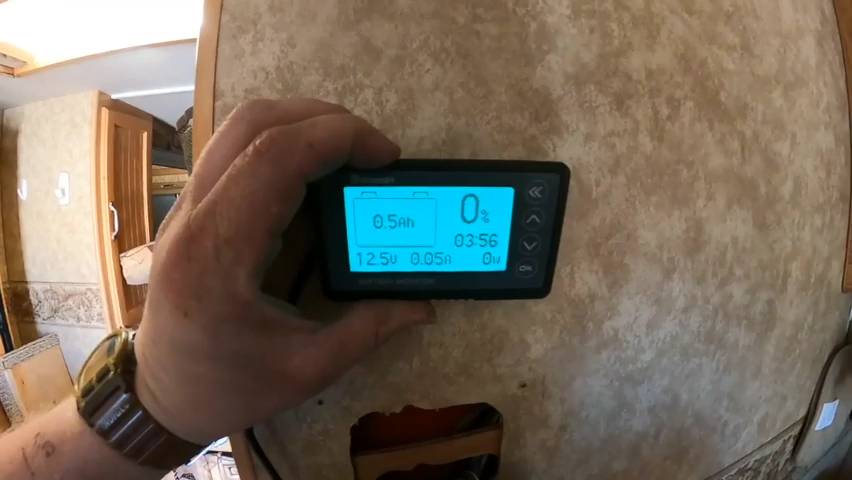 0%
0.5Ah
03:56
12.5V 0.05A 0W
OK
BATTERY MONITOR